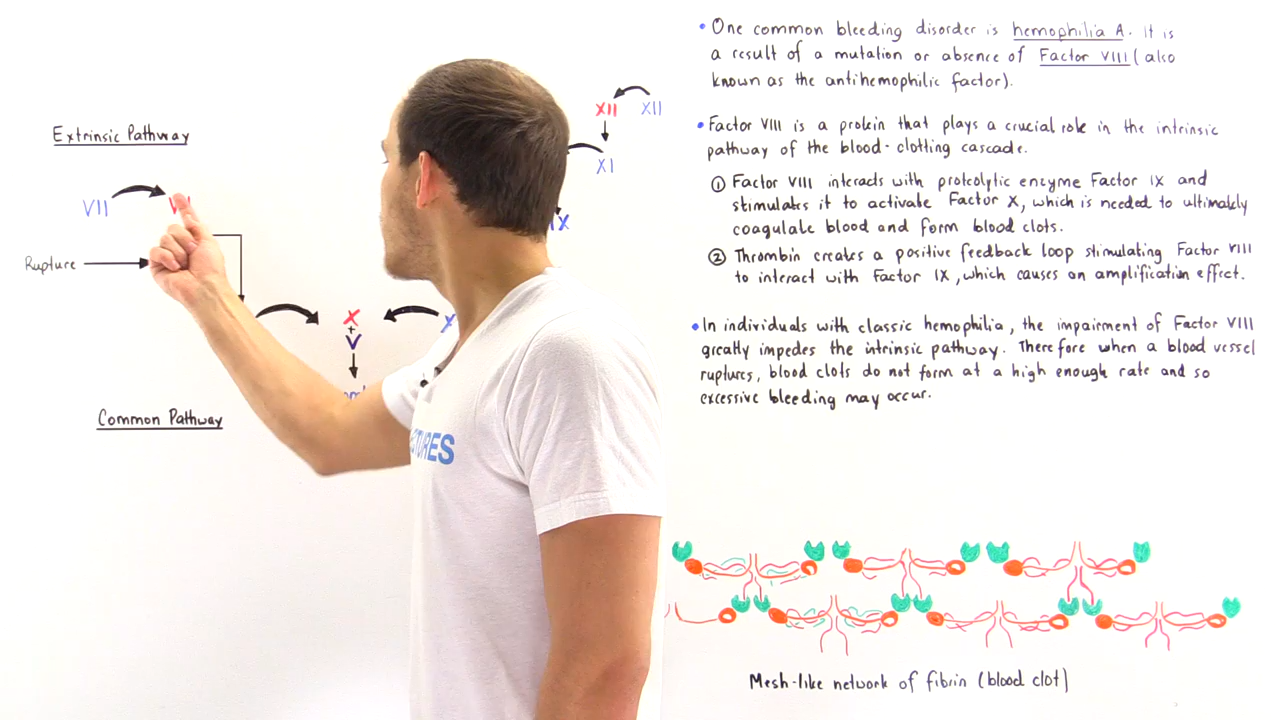 Extrinsic Pathway
VII
Rupture
X
+
V
Common Pathway
XII XII
XI
IX
X
TURES
• One common bleeding disorder is hemophilia A. It is
a result of a mutation or absence of Factor VIII (also
known as the antihemophilic factor).
• Factor VIII is a protein that plays a crucial role in the intrinsic
pathway of the blood-clotting cascade.
① Factor VIII interacts with proteolytic enzyme Factor IX and
stimulates it to activate Factor X, which is needed to ultimately
coagulate blood and form blood clots.
② Thrombin creates a positive feedback loop stimulating Factor VIII
to interact with Factor IX, which causes an amplification effect.
• In individuals with classic hemophilia, the impairment of Factor VIII
greatly impedes the intrinsic pathway. Therefore when a blood vessel
ruptures, blood clots do not form at a high enough rate and so
excessive bleeding may occur.
Mesh-like network of fibrin (blood clot)